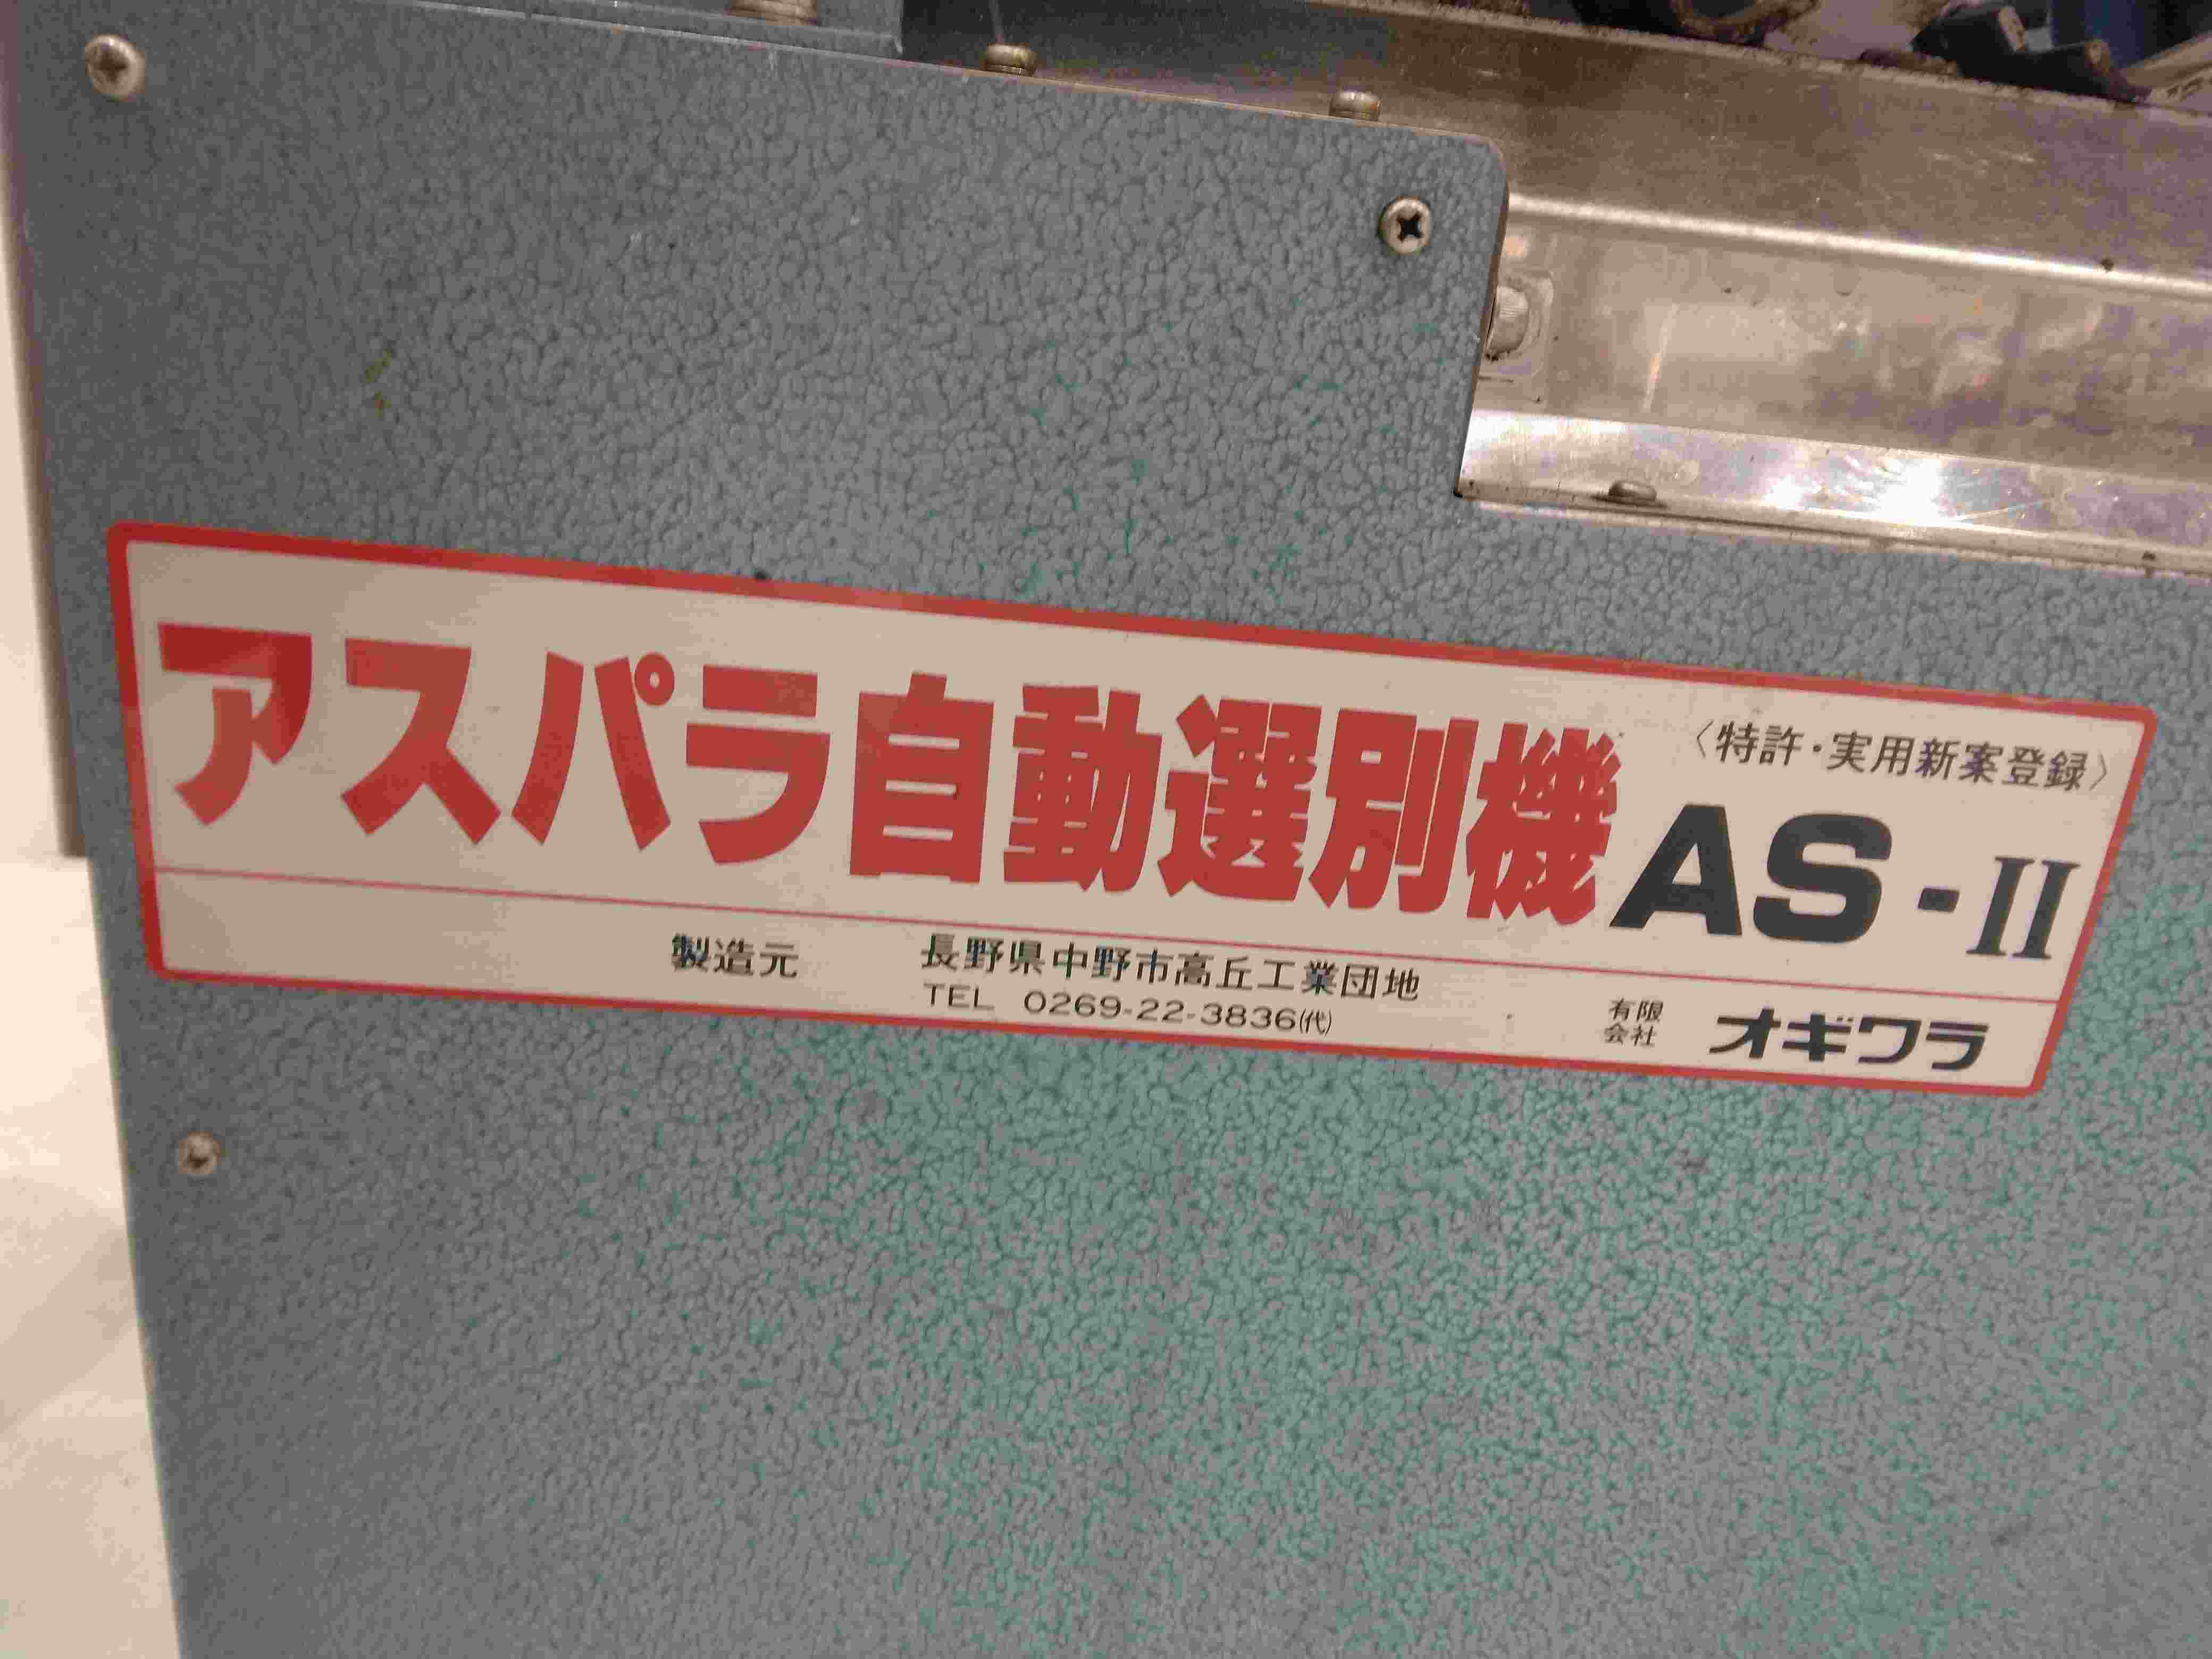 〈特許・実用新案登録〉
アスパラ自動選別機 AS-II
製造元 長野県中野市高丘工業団地
TEL 0269-22-3836㈹
有限会社 オギワラ